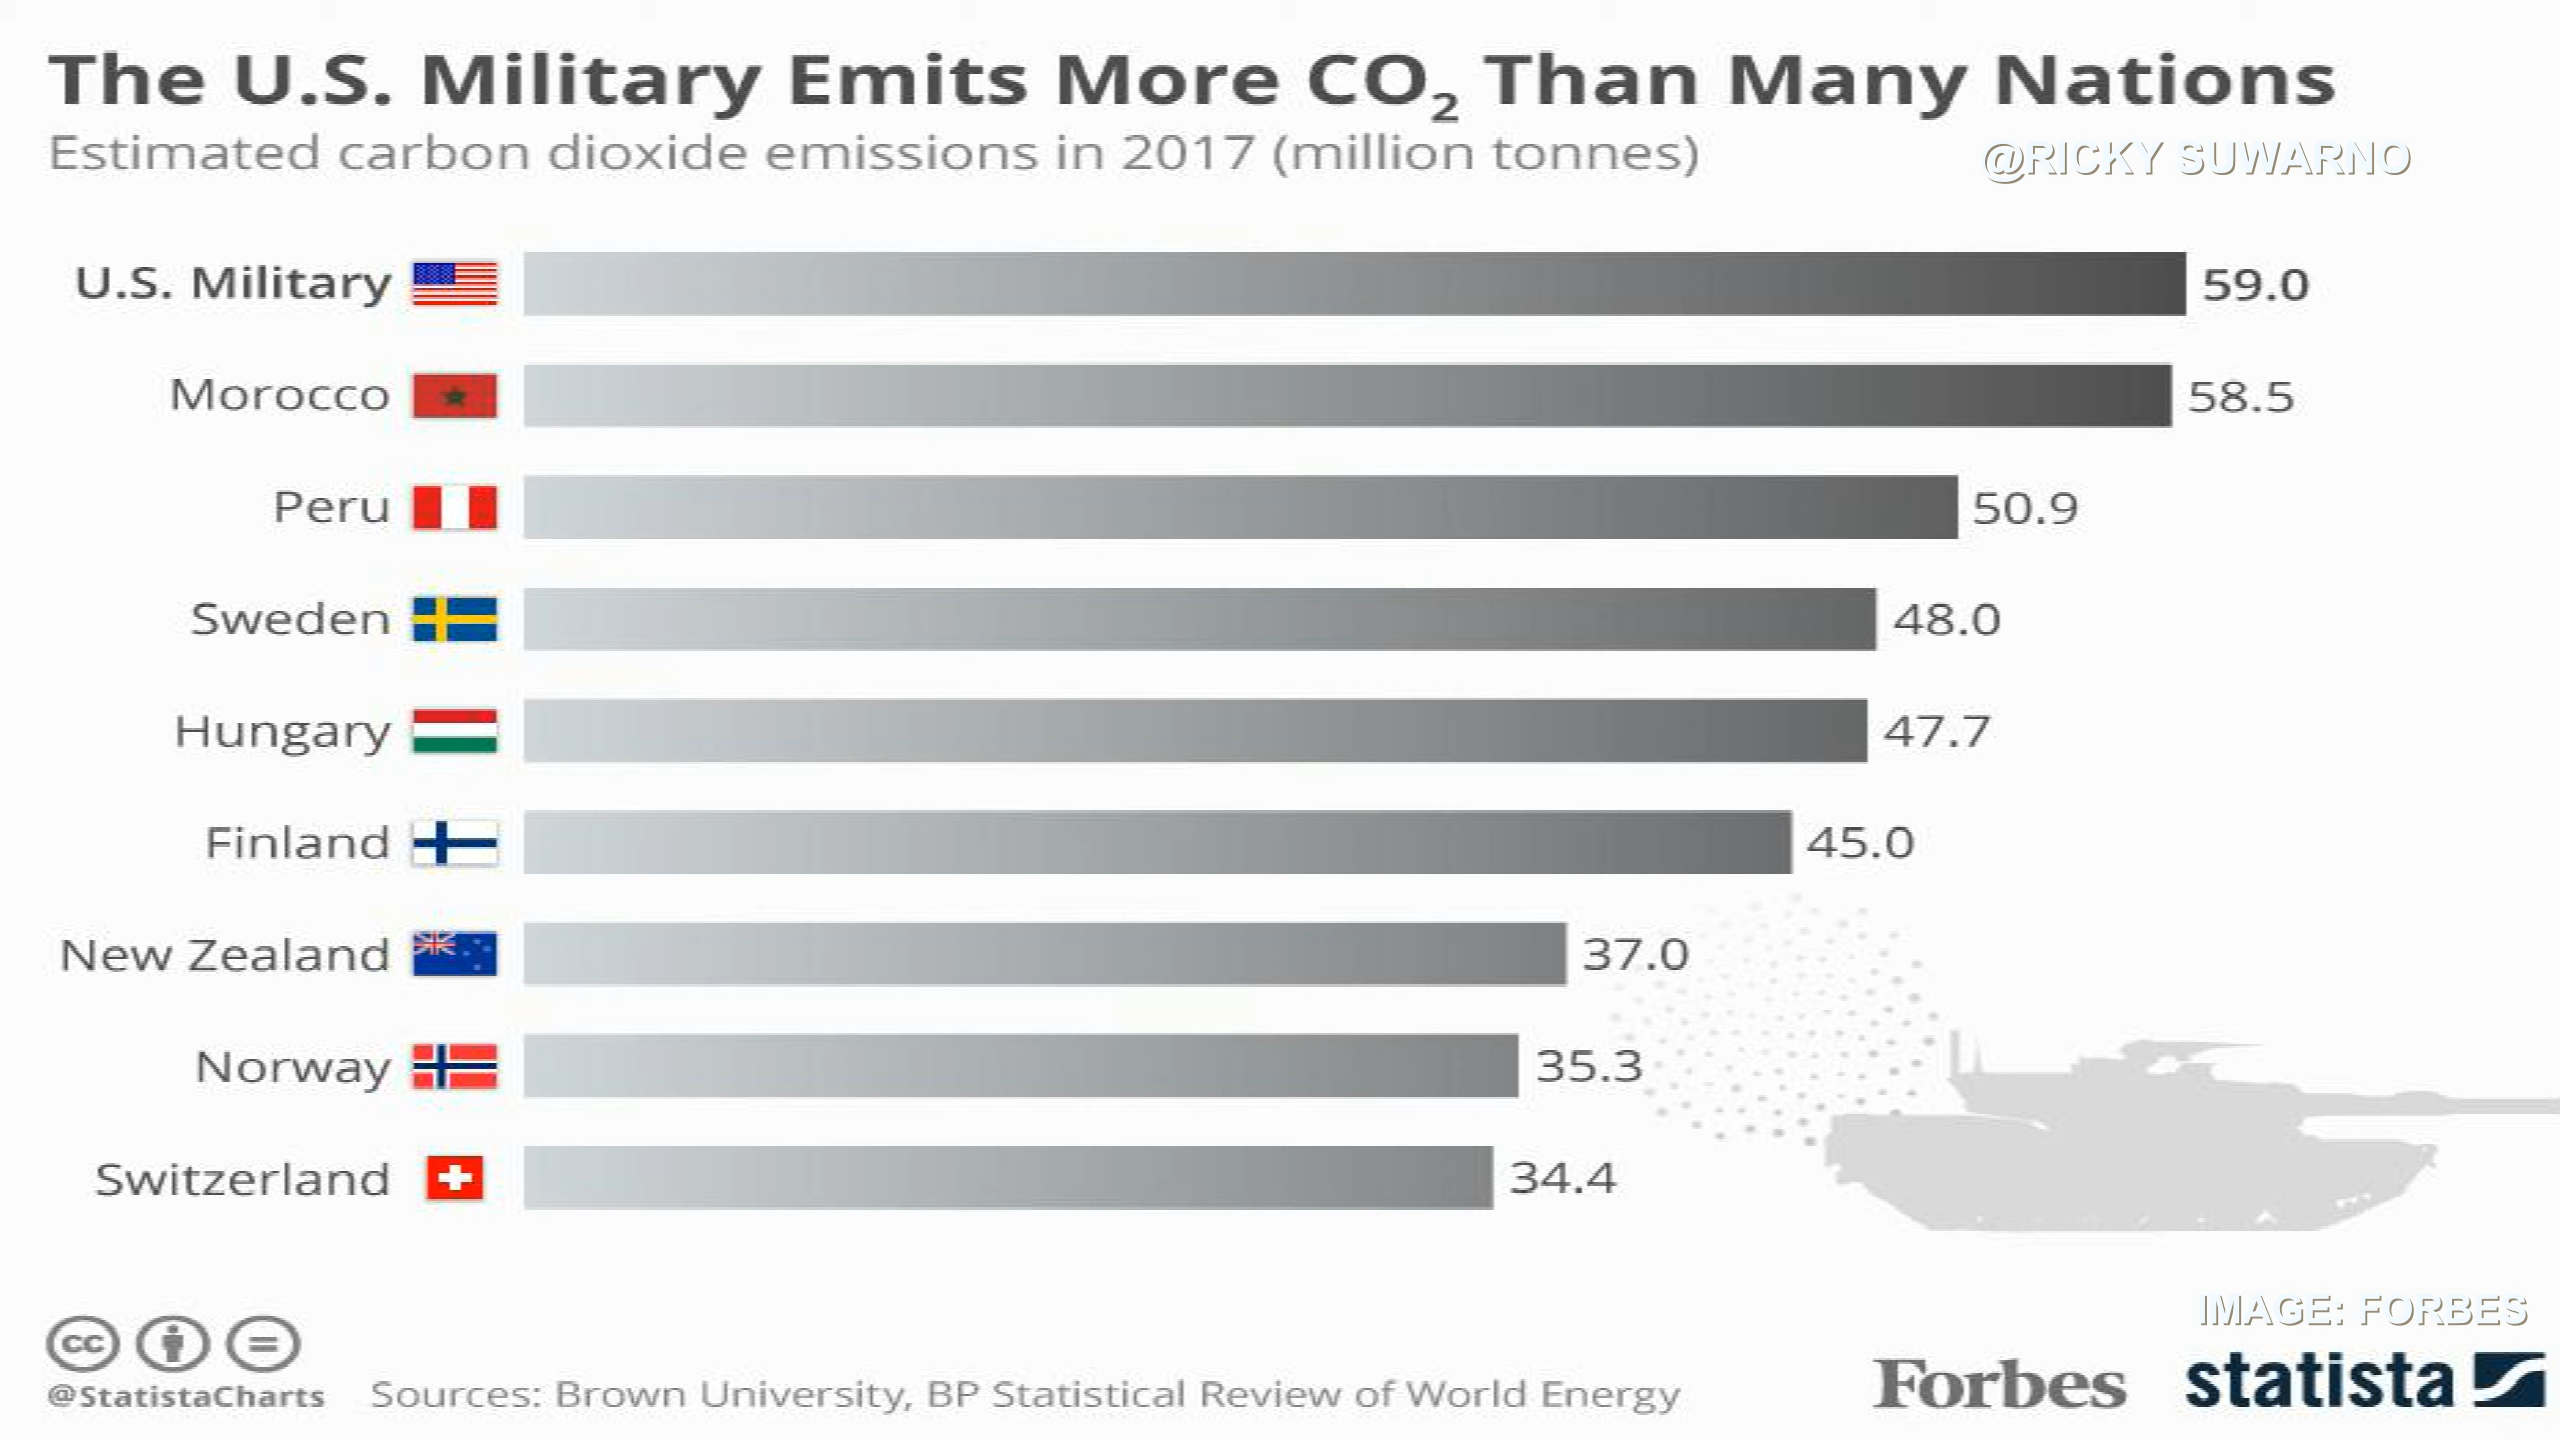 The U.S. Military Emits More CO₂ Than Many Nations
Estimated carbon dioxide emissions in 2017 (million tonnes)
@RICKY SUWARNO
U.S. Military 59.0
Morocco 58.5
Peru 50.9
Sweden 48.0
Hungary 47.7
Finland 45.0
New Zealand 37.0
Norway 35.3
Switzerland 34.4
IMAGE: FORBES
cc
@StatistaCharts Sources: Brown University, BP Statistical Review of World Energy
Forbes statista